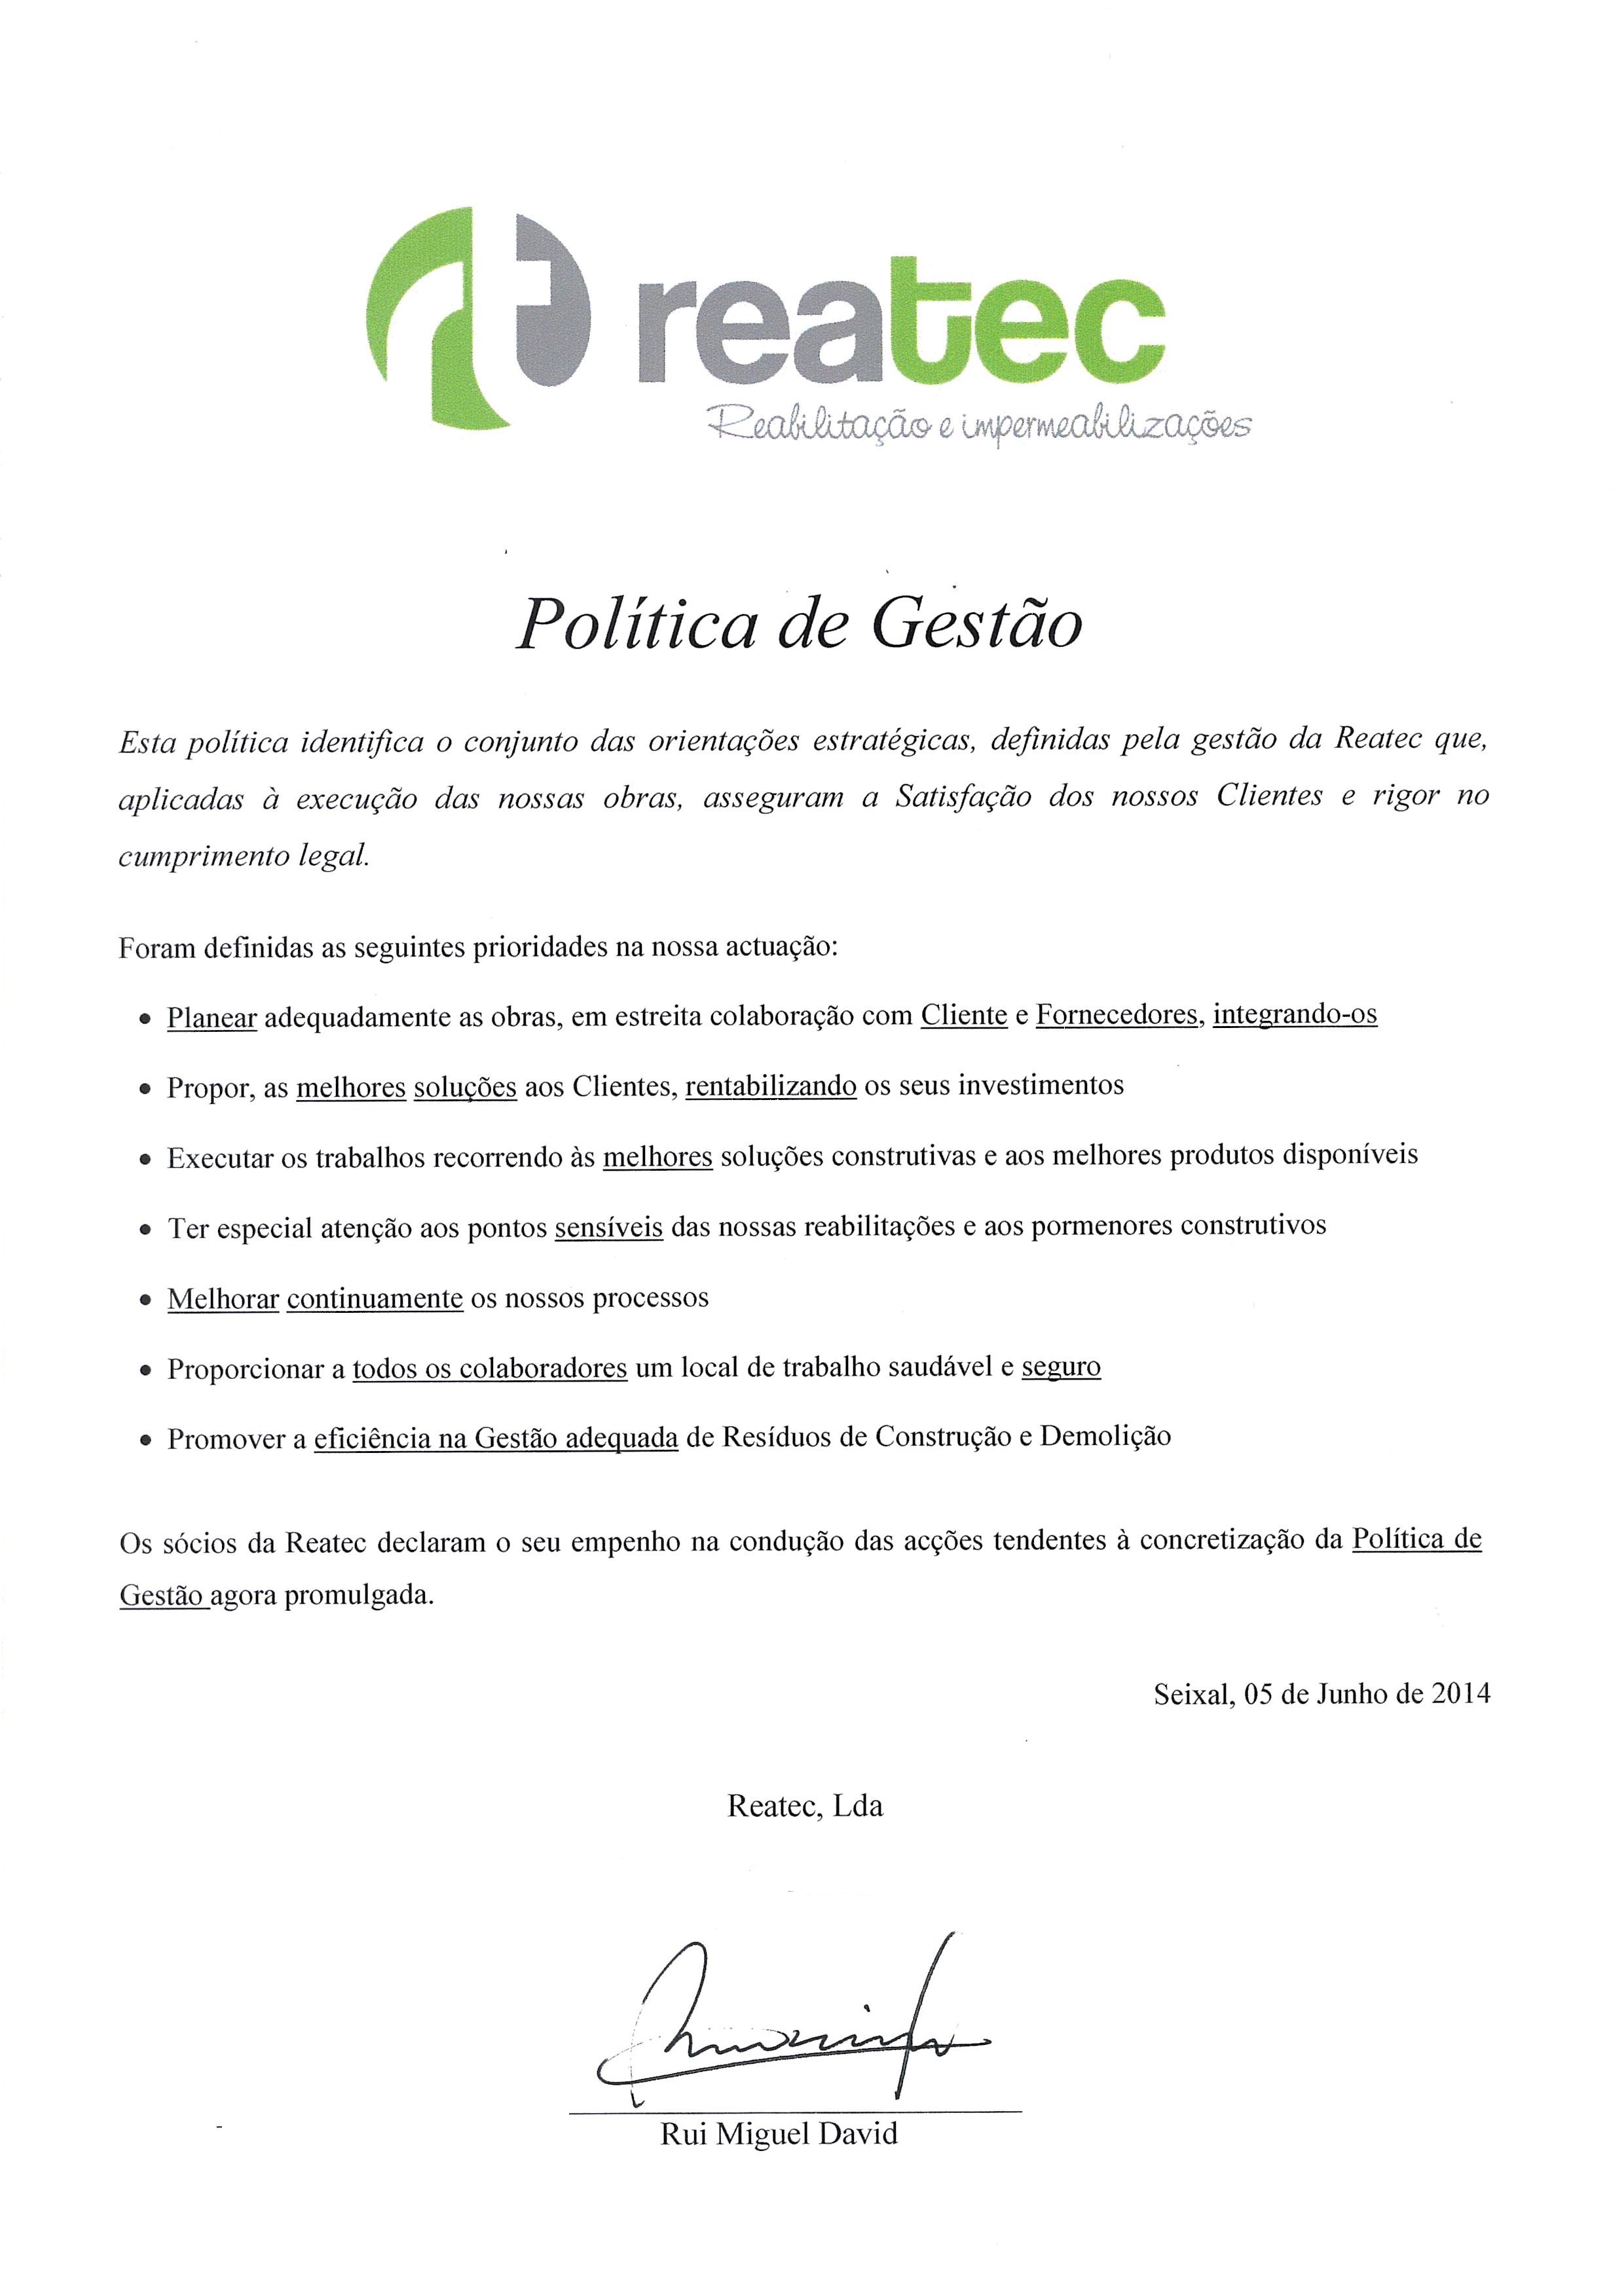 reatec
Reabilitação e impermeabilizações
Política de Gestão
Esta política identifica o conjunto das orientações estratégicas, definidas pela gestão da Reatec que,
aplicadas à execução das nossas obras, asseguram a Satisfação dos nossos Clientes e rigor no
cumprimento legal.
Foram definidas as seguintes prioridades na nossa actuação:
• Planear adequadamente as obras, em estreita colaboração com Cliente e Fornecedores, integrando-os
• Propor, as melhores soluções aos Clientes, rentabilizando os seus investimentos
• Executar os trabalhos recorrendo às melhores soluções construtivas e aos melhores produtos disponíveis
• Ter especial atenção aos pontos sensíveis das nossas reabilitações e aos pormenores construtivos
• Melhorar continuamente os nossos processos
• Proporcionar a todos os colaboradores um local de trabalho saudável e seguro
• Promover a eficiência na Gestão adequada de Resíduos de Construção e Demolição
Os sócios da Reatec declaram o seu empenho na condução das acções tendentes à concretização da Política de
Gestão agora promulgada.
Seixal, 05 de Junho de 2014
Reatec, Lda
Rui Miguel David